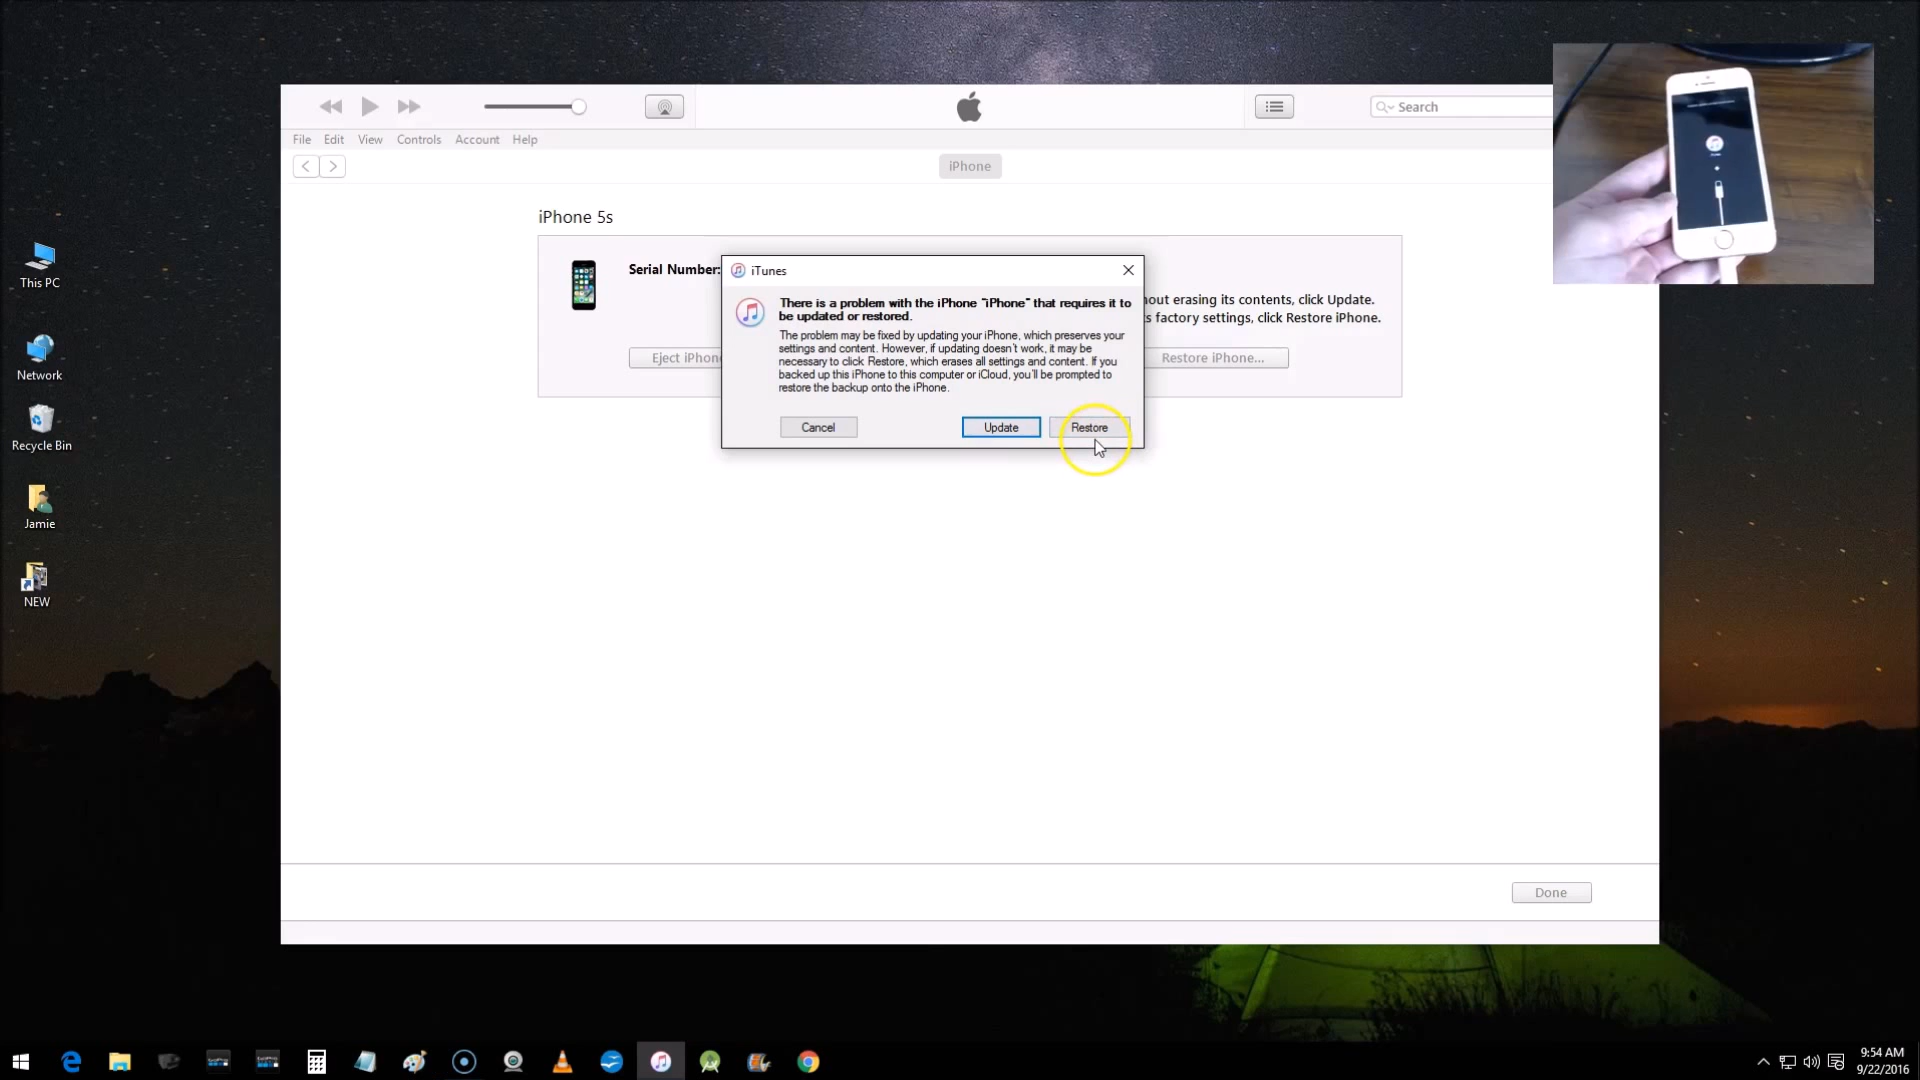 Search
File Edit View Controls Account Help
iPhone
iPhone 5s
Serial Number:
iTunes
There is a problem with the iPhone "iPhone" that requires it to
be updated or restored.
The problem may be fixed by updating your iPhone, which preserves your
settings and content. However, if updating doesn't work, it may be
necessary to click Restore, which erases all settings and content. If you
backed up this iPhone to this computer or iCloud, you'll be prompted to
restore the backup onto the iPhone.
Cancel Update Restore
out erasing its contents, click Update.
s factory settings, click Restore iPhone.
Eject iPhone
Restore iPhone...
Done
This PC
Network
Recycle Bin
Jamie
NEW
9:54 AM
9/22/2016